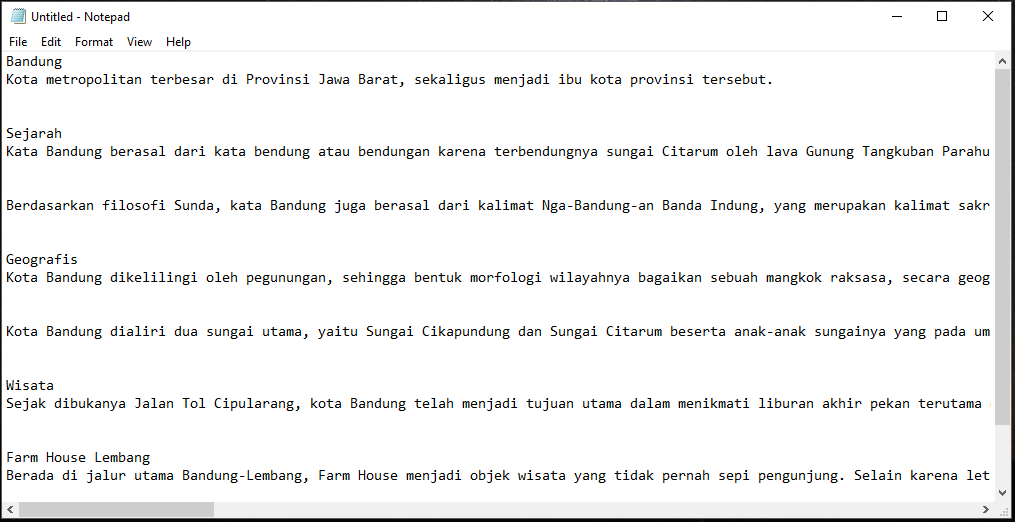 Untitled - Notepad
File Edit Format View Help
Bandung
Kota metropolitan terbesar di Provinsi Jawa Barat, sekaligus menjadi ibu kota provinsi tersebut.
Sejarah
Kata Bandung berasal dari kata bendung atau bendungan karena terbendungnya sungai Citarum oleh lava Gunung Tangkuban Parahu
Berdasarkan filosofi Sunda, kata Bandung juga berasal dari kalimat Nga-Bandung-an Banda Indung, yang merupakan kalimat sakr
Geografis
Kota Bandung dikelilingi oleh pegunungan, sehingga bentuk morfologi wilayahnya bagaikan sebuah mangkok raksasa, secara geog
Kota Bandung dialiri dua sungai utama, yaitu Sungai Cikapundung dan Sungai Citarum beserta anak-anak sungainya yang pada um
Wisata
Sejak dibukanya Jalan Tol Cipularang, kota Bandung telah menjadi tujuan utama dalam menikmati liburan akhir pekan terutama
Farm House Lembang
Berada di jalur utama Bandung-Lembang, Farm House menjadi objek wisata yang tidak pernah sepi pengunjung. Selain karena let